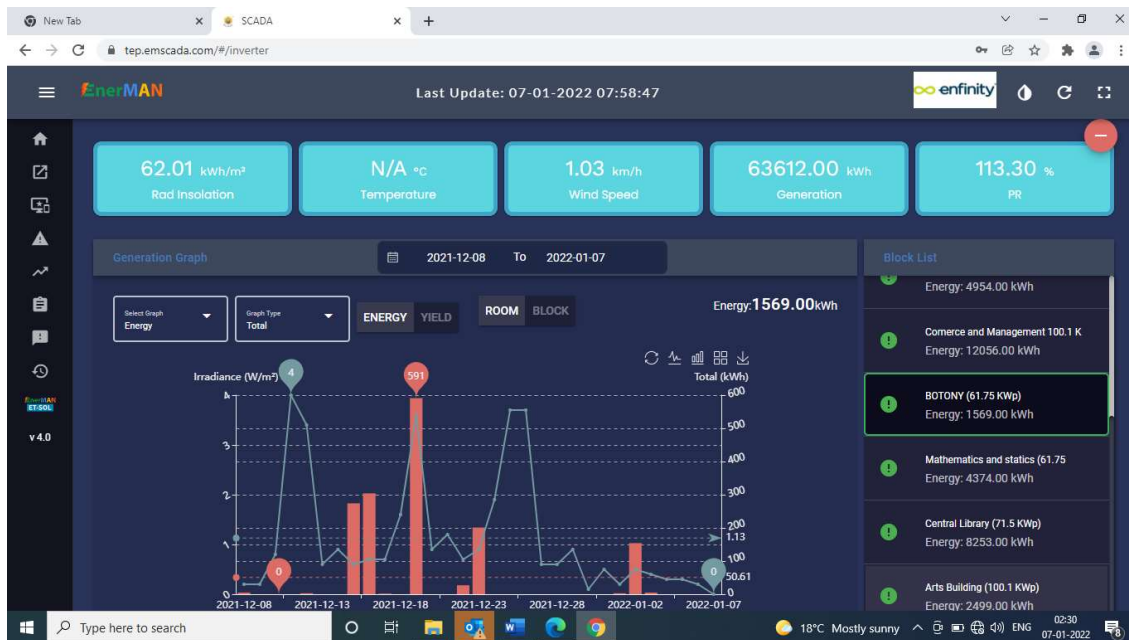 New Tab
SCADA
tep.emscada.com/#/inverter
EnerMAN
Last Update: 07-01-2022 07:58:47
enfinity
62.01 kWh/m²
Rad Insolation
N/A °C
Temperature
1.03 km/h
Wind Speed
63612.00 kWh
Generation
113.30 %
PR
Generation Graph
2021-12-08 To 2022-01-07
Block List
Select Graph
Energy
Graph Type
Total
ENERGY YIELD
ROOM BLOCK
Energy:1569.00kWh
Irradiance (W/m²)
Total (kWh)
4
591
0
0
4
3
2
1
0
600
500
400
300
200
1.13
100
50.61
0
2021-12-08 2021-12-13 2021-12-18 2021-12-23 2021-12-28 2022-01-02 2022-01-07
Energy: 4954.00 kWh
Comerce and Management 100.1 K
Energy: 12056.00 kWh
BOTONY (61.75 KWp)
Energy: 1569.00 kWh
Mathematics and statics (61.75
Energy: 4374.00 kWh
Central Library (71.5 KWp)
Energy: 8253.00 kWh
Arts Building (100.1 KWp)
Energy: 2499.00 kWh
EnerMAN
ET-SOL
v 4.0
Type here to search
18°C Mostly sunny
ENG
02:30
07-01-2022
8